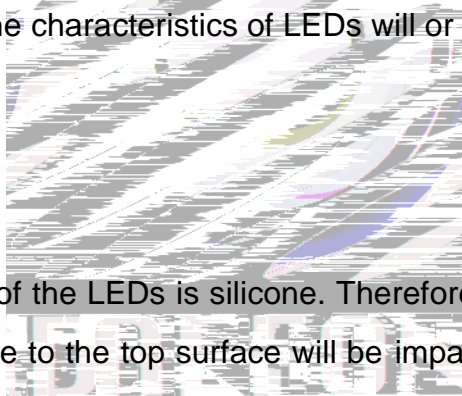 e characteristics of LEDs will or
of the LEDs is silicone. Therefore
e to the top surface will be impa